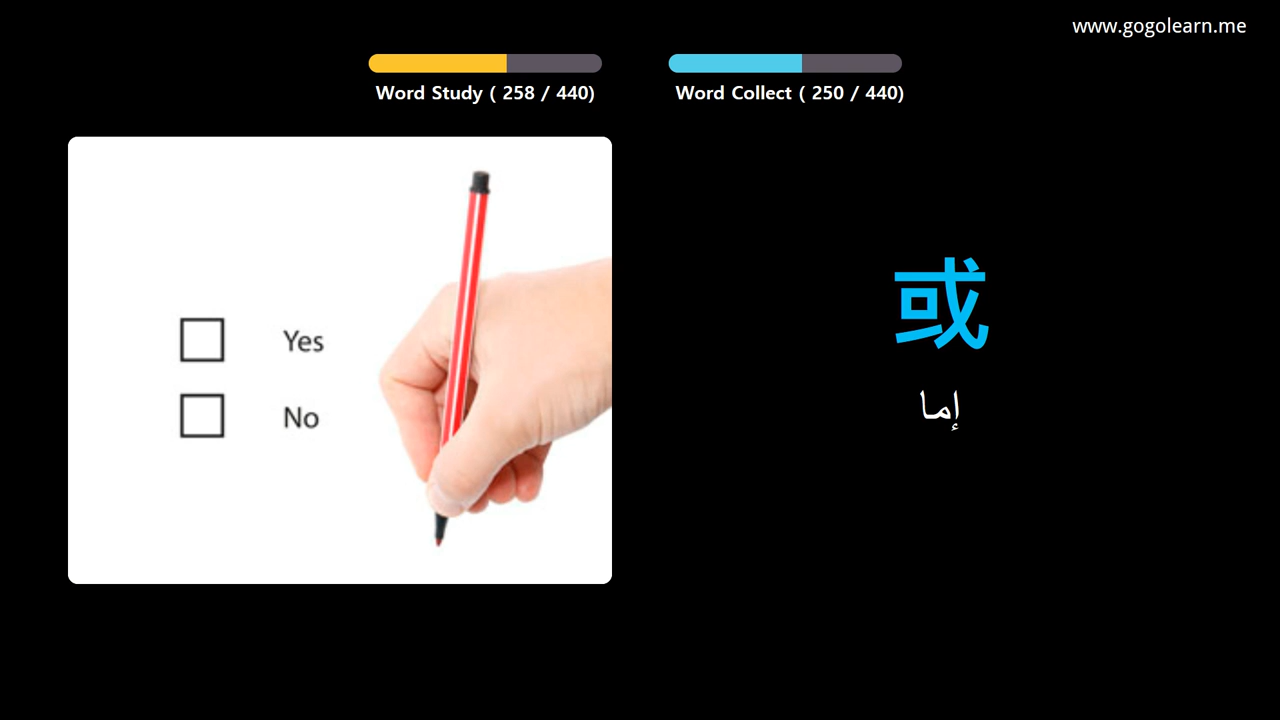 www.gogolearn.me
Word Study ( 258 / 440)
Word Collect ( 250 / 440)
Yes
No
或
إما